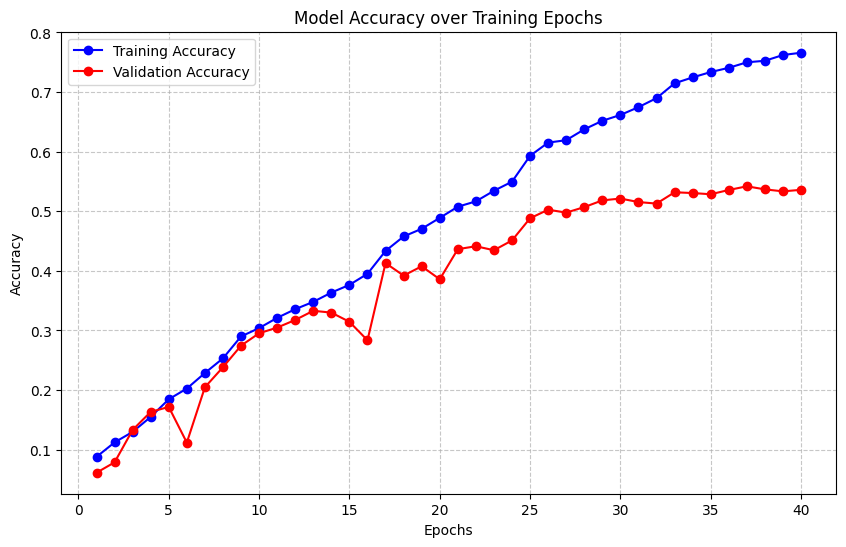 Model Accuracy over Training Epochs
Training Accuracy
Validation Accuracy
Accuracy
0.8
0.7
0.6
0.5
0.4
0.3
0.2
0.1
0 5 10 15 20 25 30 35 40
Epochs